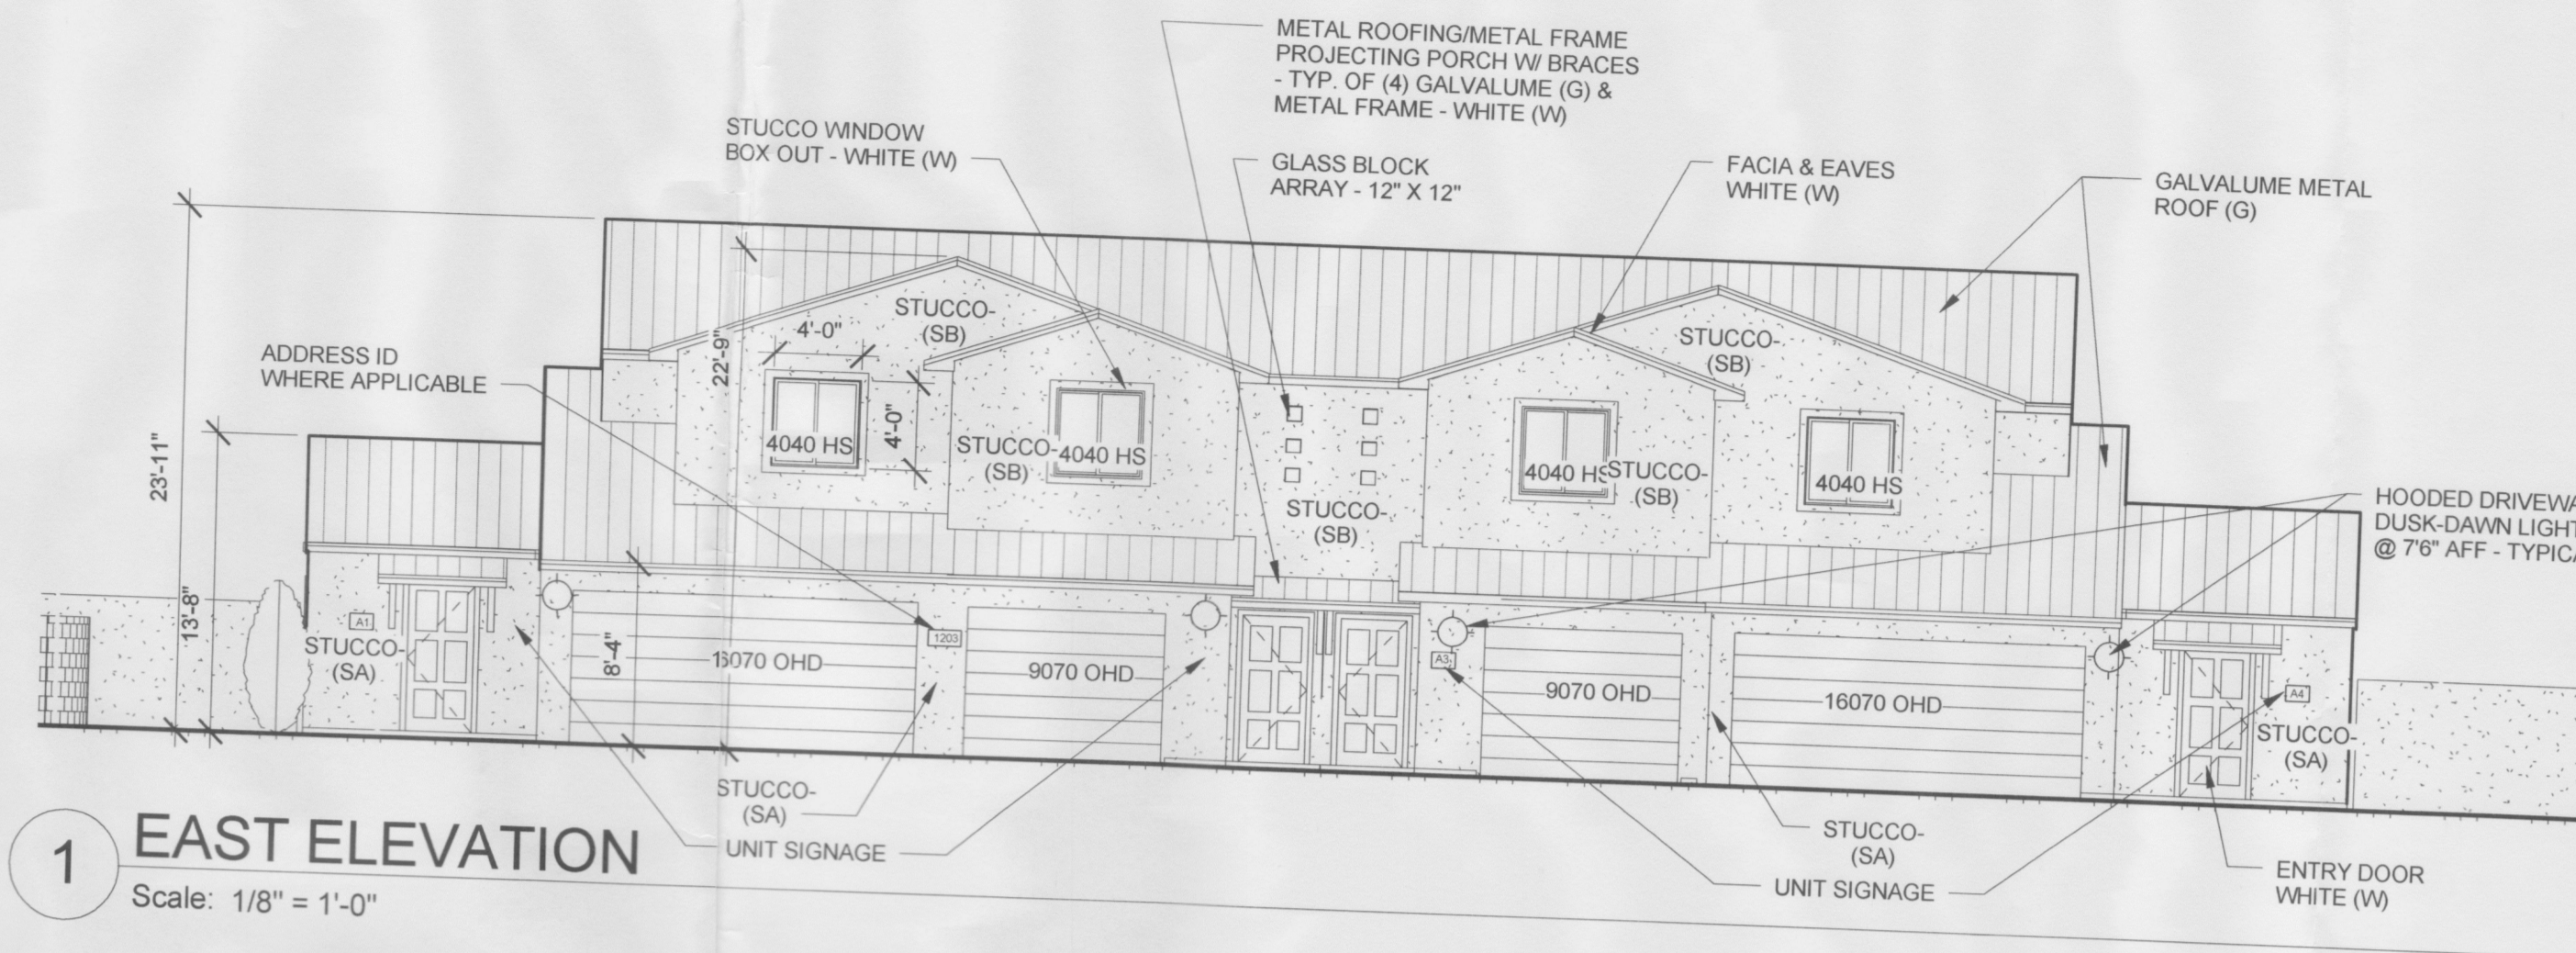 METAL ROOFING/METAL FRAME
PROJECTING PORCH W/ BRACES
- TYP. OF (4) GALVALUME (G) &
METAL FRAME - WHITE (W)
STUCCO WINDOW
BOX OUT - WHITE (W)
GLASS BLOCK
ARRAY - 12" X 12"
FACIA & EAVES
WHITE (W)
GALVALUME METAL
ROOF (G)
ADDRESS ID
WHERE APPLICABLE
STUCCO-
(SB)
4'-0"
22'-9"
4'-0"
STUCCO-
(SB)
23'-11"
4040 HS
STUCCO-
(SB)
4040 HS
STUCCO-
(SB)
4040 HS
STUCCO-
(SB)
4040 HS
HOODED DRIVEWA
DUSK-DAWN LIGHT
@ 7'6" AFF - TYPICA
13'-8"
A1
STUCCO-
(SA)
8'-4"
16070 OHD
1203
9070 OHD
A3
9070 OHD
16070 OHD
A4
STUCCO-
(SA)
STUCCO-
(SA)
UNIT SIGNAGE
STUCCO-
(SA)
UNIT SIGNAGE
ENTRY DOOR
WHITE (W)
1
EAST ELEVATION
Scale: 1/8" = 1'-0"